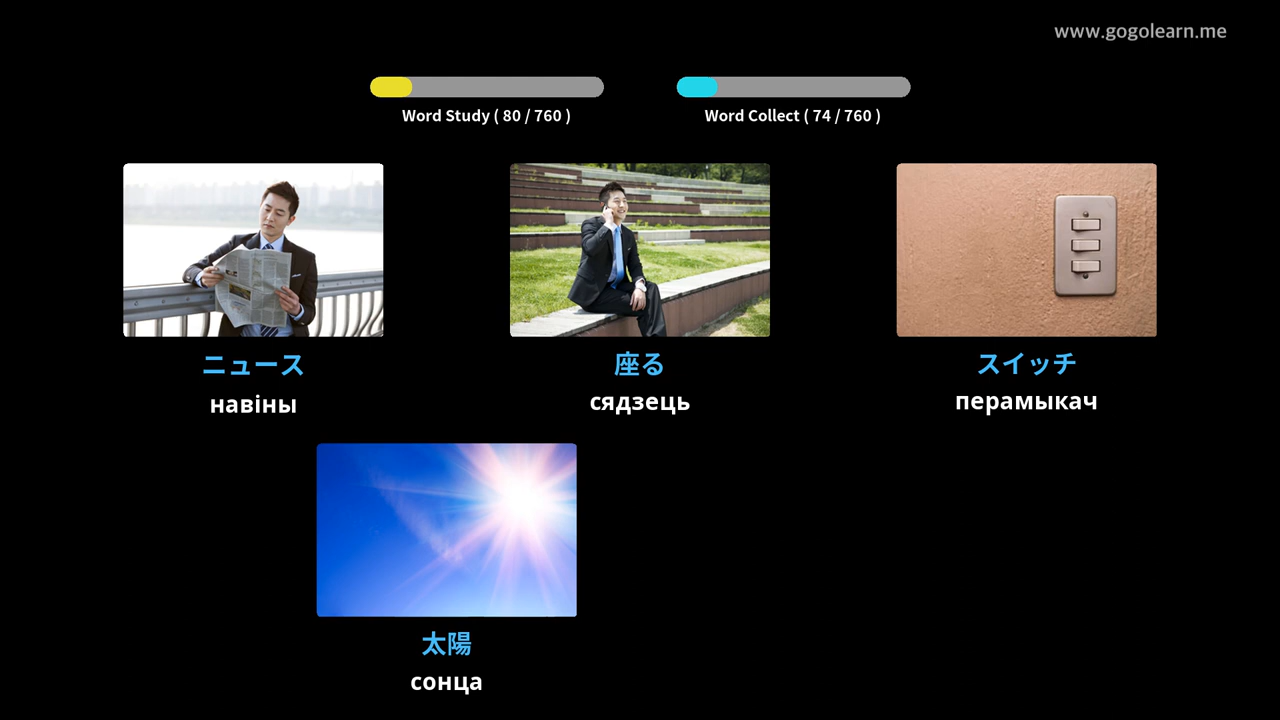 www.gogolearn.me
Word Study ( 80 / 760 )
Word Collect ( 74 / 760 )
ニュース
навіны
座る
сядзець
スイッチ
перамыкач
太陽
сонца